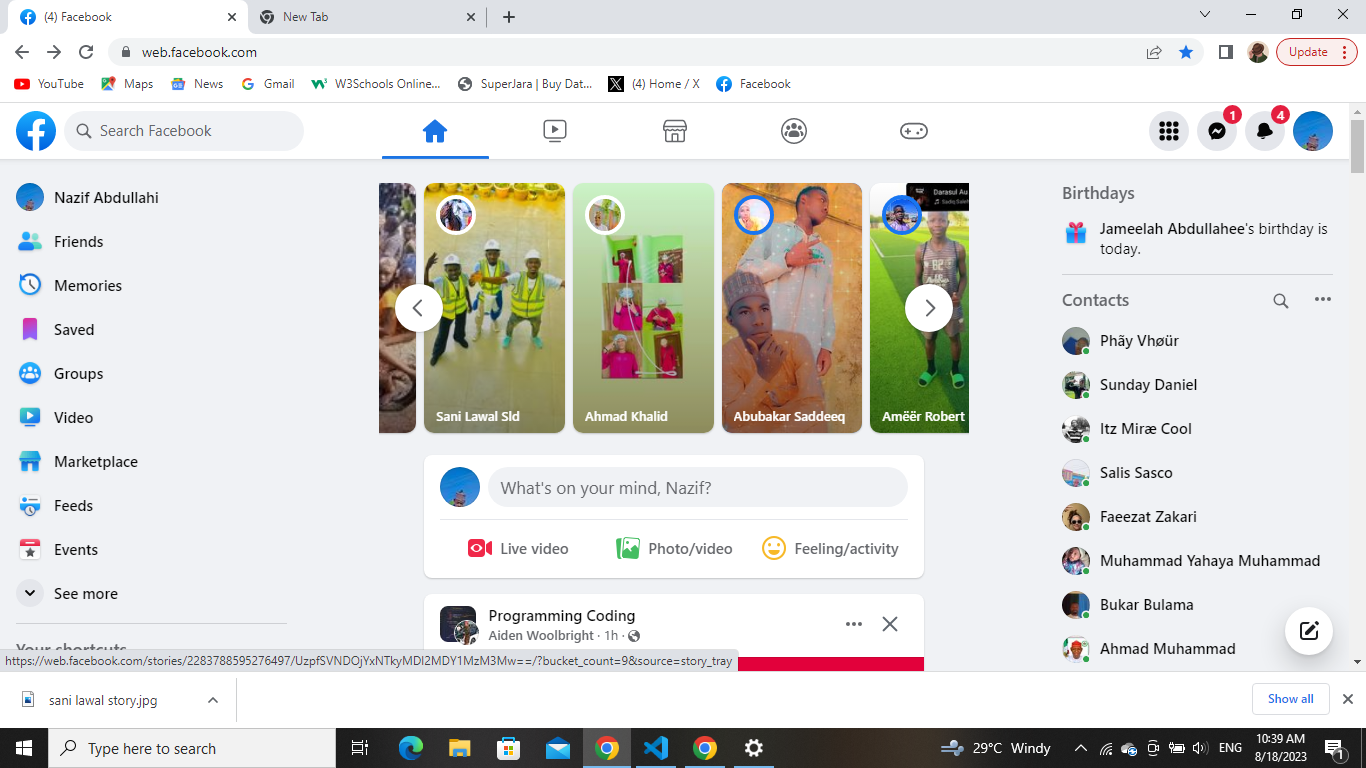 (4) Facebook
New Tab
web.facebook.com
Update
YouTube
Maps
News
Gmail
W3Schools Online...
SuperJara | Buy Dat...
(4) Home / X
Facebook
Search Facebook
1
4
Nazif Abdullahi
Friends
Memories
Saved
Groups
Video
Marketplace
Feeds
Events
See more
Your shortcuts
Sani Lawal Sld
Ahmad Khalid
Abubakar Saddeeq
Darasul Au
Sadiq Saleh
Amëër Robert
What's on your mind, Nazif?
Live video
Photo/video
Feeling/activity
Programming Coding
Aiden Woolbright · 1h ·
Birthdays
Jameelah Abdullahee's birthday is
today.
Contacts
Phãy Vhøür
Sunday Daniel
Itz Miræ Cool
Salis Sasco
Faeezat Zakari
Muhammad Yahaya Muhammad
Bukar Bulama
Ahmad Muhammad
https://web.facebook.com/stories/2283788595276497/UzpfSVNDOjYxNTkyMDI2MDY1MzM3Mw==/?bucket_count=9&source=story_tray
sani lawal story.jpg
Show all
Type here to search
29°C Windy
ENG
10:39 AM
8/18/2023
1